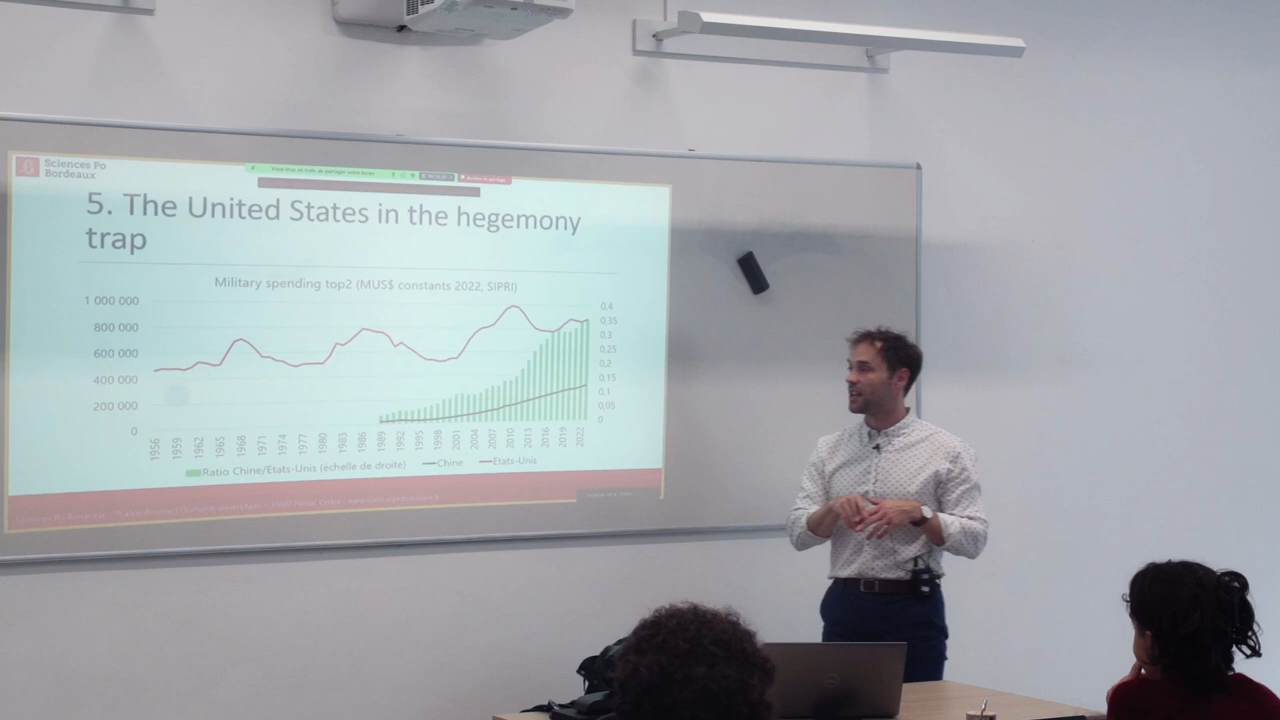 Sciences Po
Bordeaux
5. The United States in the hegemony
trap
Military spending top2 (MUS$ constants 2022, SIPRI)
1 000 000
800 000
600 000
400 000
200 000
0
0,4
0,35
0,3
0,25
0,2
0,15
0,1
0,05
0
1956 1959 1962 1965 1968 1971 1974 1977 1980 1983 1986 1989 1992 1995 1998 2001 2004 2007 2010 2013 2016 2019 2022
Ratio Chine/Etats-Unis (échelle de droite) Chine Etats-Unis
DELL